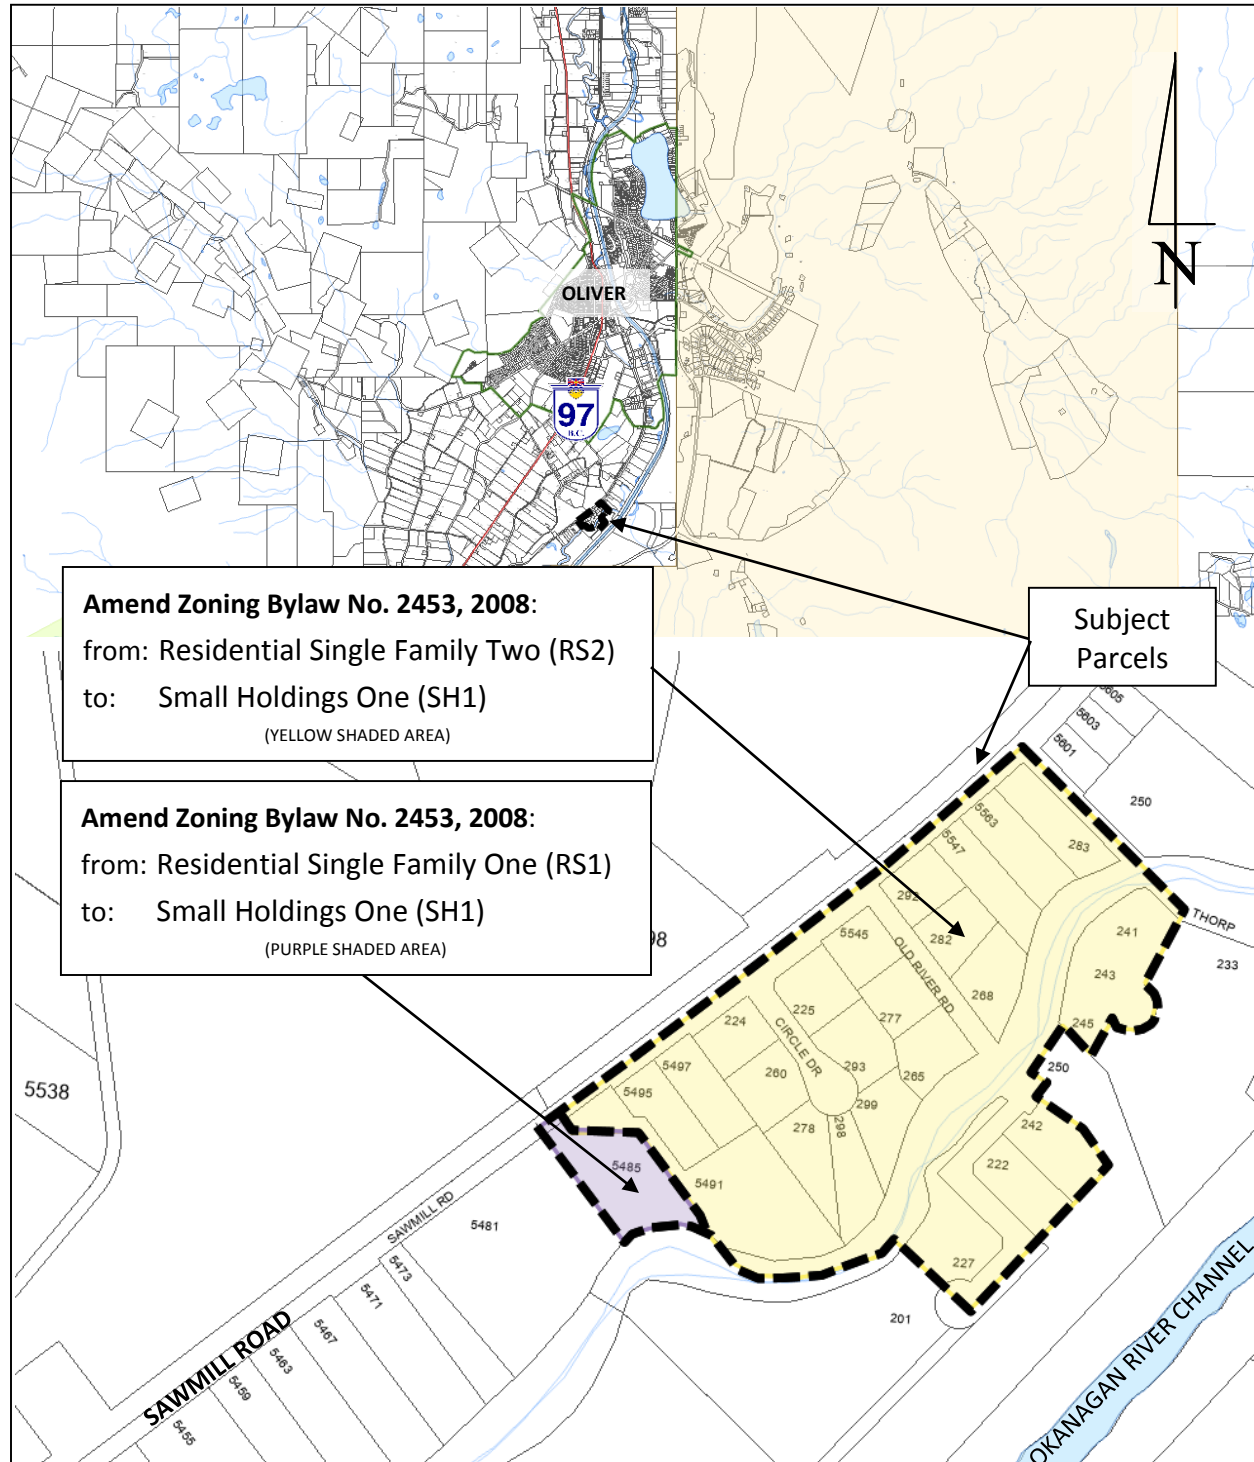 OLIVER
97
B.C.
N
Amend Zoning Bylaw No. 2453, 2008:
from: Residential Single Family Two (RS2)
to: Small Holdings One (SH1)
(YELLOW SHADED AREA)
Subject
Parcels
Amend Zoning Bylaw No. 2453, 2008:
from: Residential Single Family One (RS1)
to: Small Holdings One (SH1)
(PURPLE SHADED AREA)
5605
5603
5601
250
5563
283
5547
292
282
5545
OLD RIVER RD
268
THORP
241
233
243
245
250
225
224
277
CIRCLE DR
293
265
260
299
298
278
5497
5495
5485
5491
242
222
227
201
5538
SAWMILL RD
5481
5473
5471
5467
5463
5459
5455
SAWMILL ROAD
OKANAGAN RIVER CHANNEL